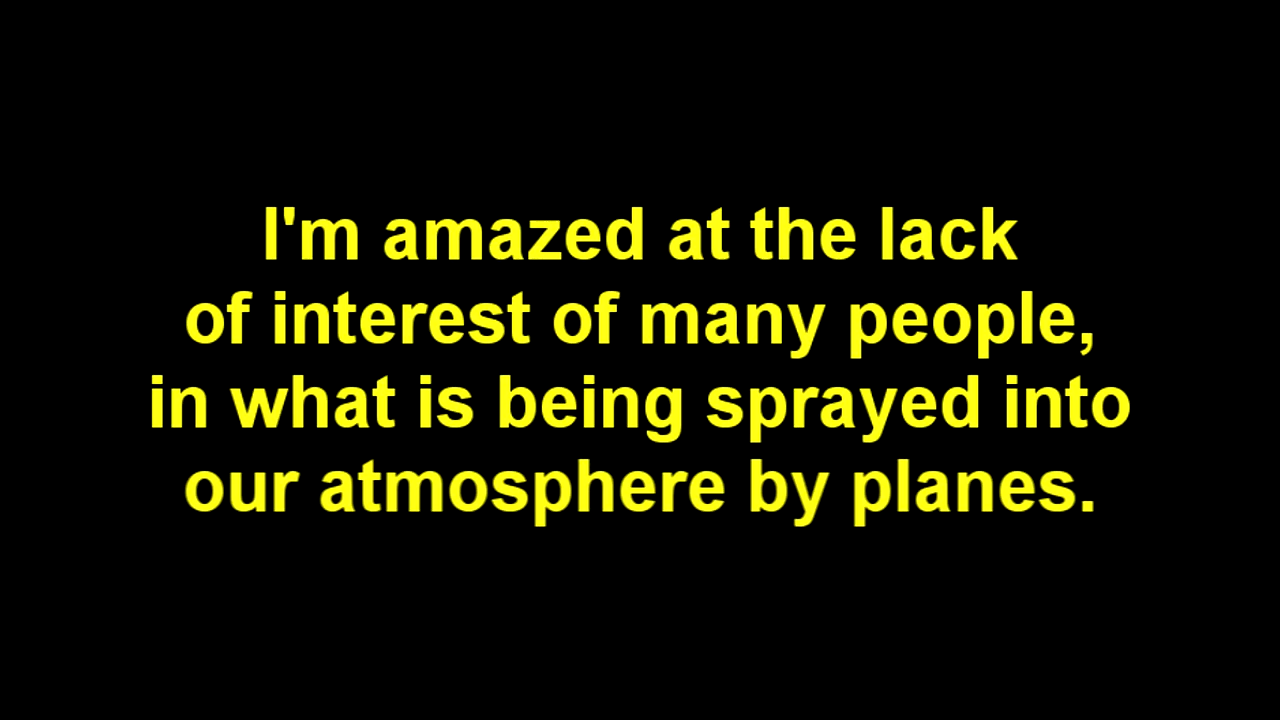 I'm amazed at the lack
of interest of many people,
in what is being sprayed into
our atmosphere by planes.